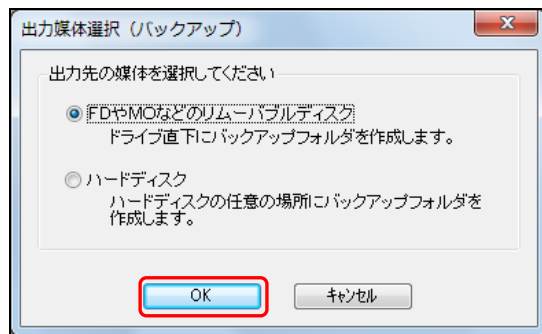 出力媒体選択（バックアップ）
出力先の媒体を選択してください
FDやMOなどのリムーバブルディスク
ドライブ直下にバックアップフォルダを作成します。
ハードディスク
ハードディスクの任意の場所にバックアップフォルダを
作成します。
OK
キャンセル